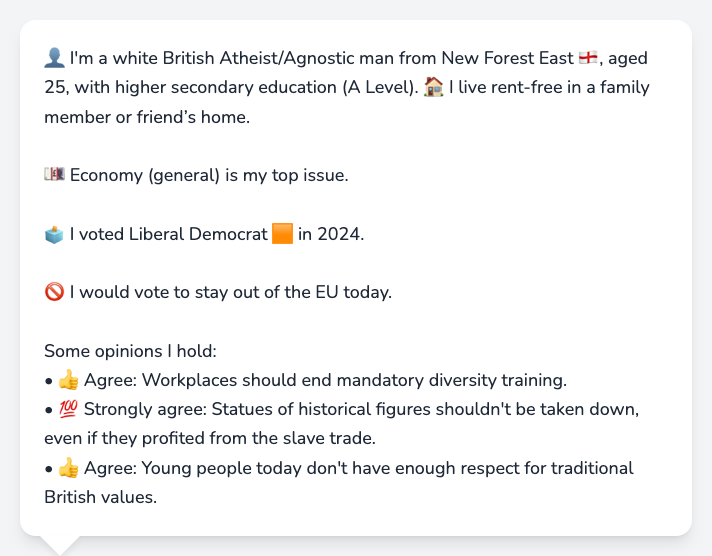 👤 I'm a white British Atheist/Agnostic man from New Forest East 🏴󠁧󠁢󠁥󠁮󠁧󠁿, aged
25, with higher secondary education (A Level). 🏠 I live rent-free in a family
member or friend’s home.
💷 Economy (general) is my top issue.
🗳️ I voted Liberal Democrat 🟧 in 2024.
🚫 I would vote to stay out of the EU today.
Some opinions I hold:
• 👍 Agree: Workplaces should end mandatory diversity training.
• 💯 Strongly agree: Statues of historical figures shouldn't be taken down,
even if they profited from the slave trade.
• 👍 Agree: Young people today don't have enough respect for traditional
British values.